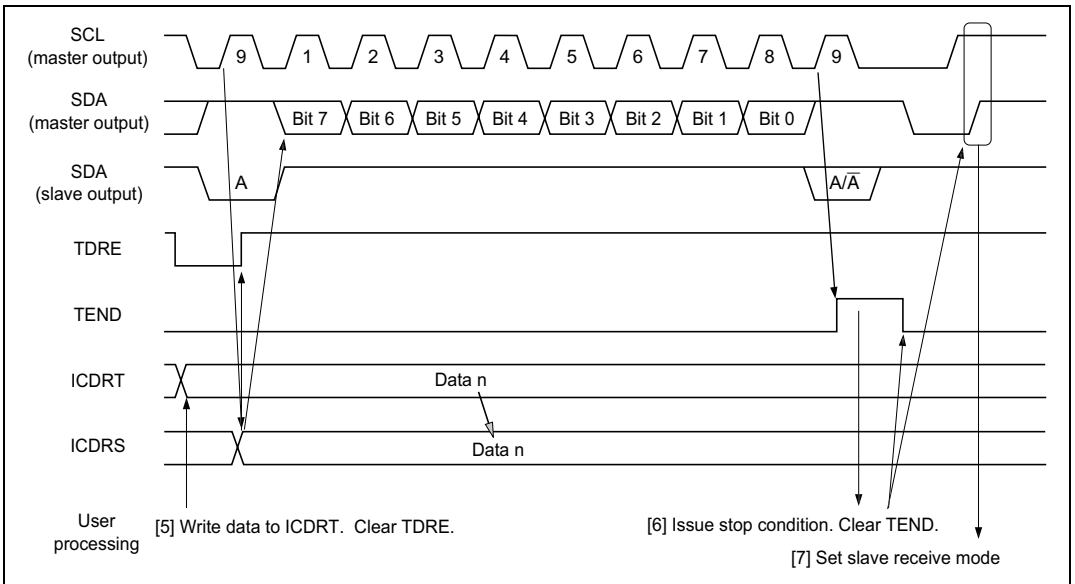 SCL
(master output)
9 1 2 3 4 5 6 7 8 9
SDA
(master output)
Bit 7 Bit 6 Bit 5 Bit 4 Bit 3 Bit 2 Bit 1 Bit 0
SDA
(slave output)
A A/A̅
TDRE
TEND
ICDRT
Data n
ICDRS
Data n
User
processing
[5] Write data to ICDRT. Clear TDRE.
[6] Issue stop condition. Clear TEND.
[7] Set slave receive mode